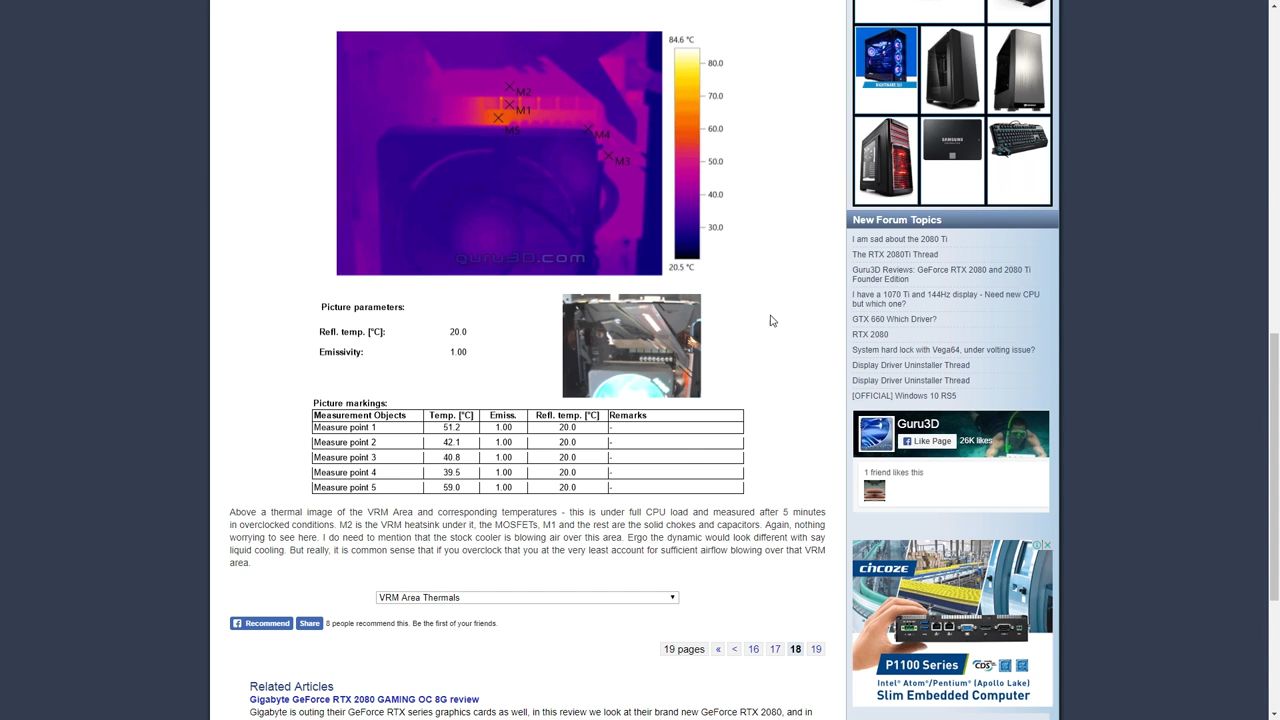 84.6 °C
80.0
70.0
60.0
50.0
40.0
30.0
20.5 °C
M2
M1
M5
M4
M3
guru3D.com
Picture parameters:
Refl. temp. [°C]: 20.0
Emissivity: 1.00
Picture markings:
Measurement Objects Temp. [°C] Emiss. Refl. temp. [°C] Remarks
Measure point 1 51.2 1.00 20.0 -
Measure point 2 42.1 1.00 20.0 -
Measure point 3 40.8 1.00 20.0 -
Measure point 4 39.5 1.00 20.0 -
Measure point 5 59.0 1.00 20.0 -
Above a thermal image of the VRM Area and corresponding temperatures - this is under full CPU load and measured after 5 minutes
in overclocked conditions. M2 is the VRM heatsink under it, the MOSFETs, M1 and the rest are the solid chokes and capacitors. Again, nothing
worrying to see here. I do need to mention that the stock cooler is blowing air over this area. Ergo the dynamic would look different with say
liquid cooling. But really, it is common sense that if you overclock that you at the very least account for sufficient airflow blowing over that VRM
area.
VRM Area Thermals
Recommend Share 8 people recommend this. Be the first of your friends.
19 pages « < 16 17 18 19
Related Articles
Gigabyte GeForce RTX 2080 GAMING OC 8G review
Gigabyte is outing their GeForce RTX series graphics cards as well, in this review we look at their brand new GeForce RTX 2080, and in
SAMSUNG
New Forum Topics
I am sad about the 2080 Ti
The RTX 2080Ti Thread
Guru3D Reviews: GeForce RTX 2080 and 2080 Ti
Founder Edition
I have a 1070 Ti and 144Hz display - Need new CPU
but which one?
GTX 660 Which Driver?
RTX 2080
System hard lock with Vega64, under volting issue?
Display Driver Uninstaller Thread
Display Driver Uninstaller Thread
[OFFICIAL] Windows 10 RS5
Guru3D
Like Page 26K likes
1 friend likes this
cincoze
P1100 Series
CDS
Intel® Atom®/Pentium® (Apollo Lake)
Slim Embedded Computer